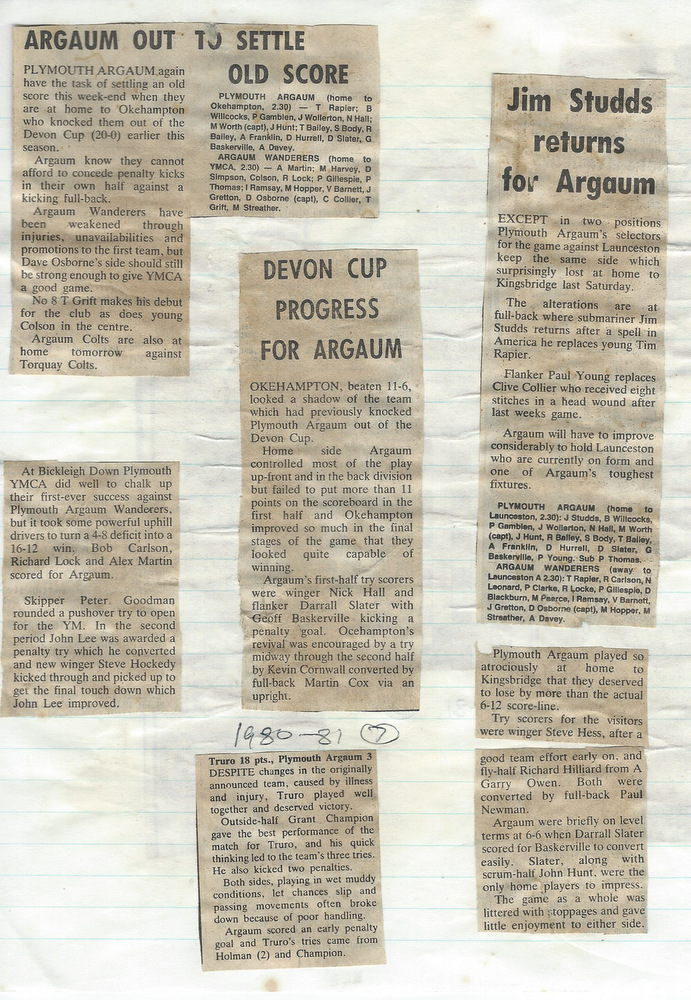 ARGAUM OUT TO SETTLE
OLD SCORE
PLYMOUTH ARGAUM again
have the task of settling an old
score this week-end when they
are at home to Okehampton
who knocked them out of the
Devon Cup (20-0) earlier this
season.
Argaum know they cannot
afford to concede penalty kicks
in their own half against a
kicking full-back.
Argaum Wanderers have
been weakened through
injuries, unavailabilities and
promotions to the first team, but
Dave Osborne's side should still
be strong enough to give YMCA
a good game.
No 8 T Grift makes his debut
for the club as does young
Colson in the centre.
Argaum Colts are also at
home tomorrow against
Torquay Colts.
PLYMOUTH ARGAUM (home to
Okehampton, 2.30) — T Rapier; B
Willcocks, P Gamblen, J Wollerton, N Hall;
M Worth (capt), J Hunt; T Bailey, S Body, R
Bailey, A Franklin, D Hurrell, D Slater, G
Baskerville, A Davey.
ARGAUM WANDERERS (home to
YMCA, 2.30) — A Martin; M Harvey, D
Simpson, Colson, R Lock; P Gillespie, P
Thomas; I Ramsay, M Hopper, V Barnett, J
Gretton, D Osborne (capt), C Collier, T
Grift, M Streather.
At Bickleigh Down Plymouth
YMCA did well to chalk up
their first-ever success against
Plymouth Argaum Wanderers,
but it took some powerful uphill
drivers to turn a 4-8 deficit into a
16-12 win. Bob Carlson,
Richard Lock and Alex Martin
scored for Argaum.
Skipper Peter. Goodman
rounded a pushover try to open
for the YM. In the second
period John Lee was awarded a
penalty try which he converted
and new winger Steve Hockedy
kicked through and picked up to
get the final touch down which
John Lee improved.
DEVON CUP
PROGRESS
FOR ARGAUM
OKEHAMPTON, beaten 11-6,
looked a shadow of the team
which had previously knocked
Plymouth Argaum out of the
Devon Cup.
Home side Argaum
controlled most of the play
up-front and in the back division
but failed to put more than 11
points on the scoreboard in the
first half and Okehampton
improved so much in the final
stages of the game that they
looked quite capable of
winning.
Argaum's first-half try scorers
were winger Nick Hall and
flanker Darrall Slater with
Geoff Baskerville kicking a
penalty goal. Ocehampton's
revival was encouraged by a try
midway through the second half
by Kevin Cornwall converted by
full-back Martin Cox via an
upright.
1980-81 7
Truro 18 pts., Plymouth Argaum 3
DESPITE changes in the originally
announced team, caused by illness
and injury, Truro played well
together and deserved victory.
Outside-half Grant Champion
gave the best performance of the
match for Truro, and his quick
thinking led to the team's three tries.
He also kicked two penalties.
Both sides, playing in wet muddy
conditions, let chances slip and
passing movements often broke
down because of poor handling.
Argaum scored an early penalty
goal and Truro's tries came from
Holman (2) and Champion.
Jim Studds
returns
for Argaum
EXCEPT in two positions
Plymouth Argaum's selectors
for the game against Launceston
keep the same side which
surprisingly lost at home to
Kingsbridge last Saturday.
The alterations are at
full-back where submariner Jim
Studds returns after a spell in
America he replaces young Tim
Rapier.
Flanker Paul Young replaces
Clive Collier who received eight
stitches in a head wound after
last weeks game.
Argaum will have to improve
considerably to hold Launceston
who are currently on form and
one of Argaum's toughest
fixtures.
PLYMOUTH ARGAUM (home to
Launceston, 2.30): J Studds, B Willcocks,
P Gamblen, J Wollarton, N Hall, M Worth
(capt), J Hunt, R Bailey, S Body, T Bailey,
A Franklin, D Hurrell, D Slater, G
Baskerville, P Young. Sub P Thomas.
ARGAUM WANDERERS (away to
Launceston A 2.30): T Rapier, R Carlson, N
Leonard, P Clarke, R Locke, P Gillespie, D
Blackburn, M Pearce, I Ramsay, V Barnett,
J Gretton, D Osborne (capt), M Hopper, M
Streather, A Davey.
Plymouth Argaum played so
atrociously at home to
Kingsbridge that they deserved
to lose by more than the actual
6-12 score-line.
Try scorers for the visitors
were winger Steve Hess, after a
good team effort early on, and
fly-half Richard Hilliard from A
Garry Owen. Both were
converted by full-back Paul
Newman.
Argaum were briefly on level
terms at 6-6 when Darrall Slater
scored for Baskerville to convert
easily. Slater, along with
scrum-half John Hunt, were the
only home players to impress.
The game as a whole was
littered with stoppages and gave
little enjoyment to either side.